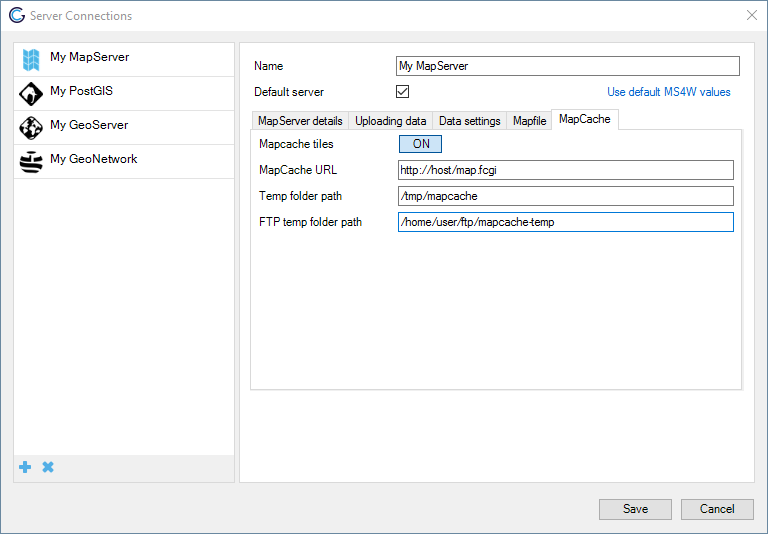 Server Connections
My MapServer
My PostGIS
My GeoServer
My GeoNetwork
Name My MapServer
Default server Use default MS4W values
MapServer details Uploading data Data settings Mapfile MapCache
Mapcache tiles ON
MapCache URL http://host/map.fcgi
Temp folder path /tmp/mapcache
FTP temp folder path /home/user/ftp/mapcache-temp
Save Cancel